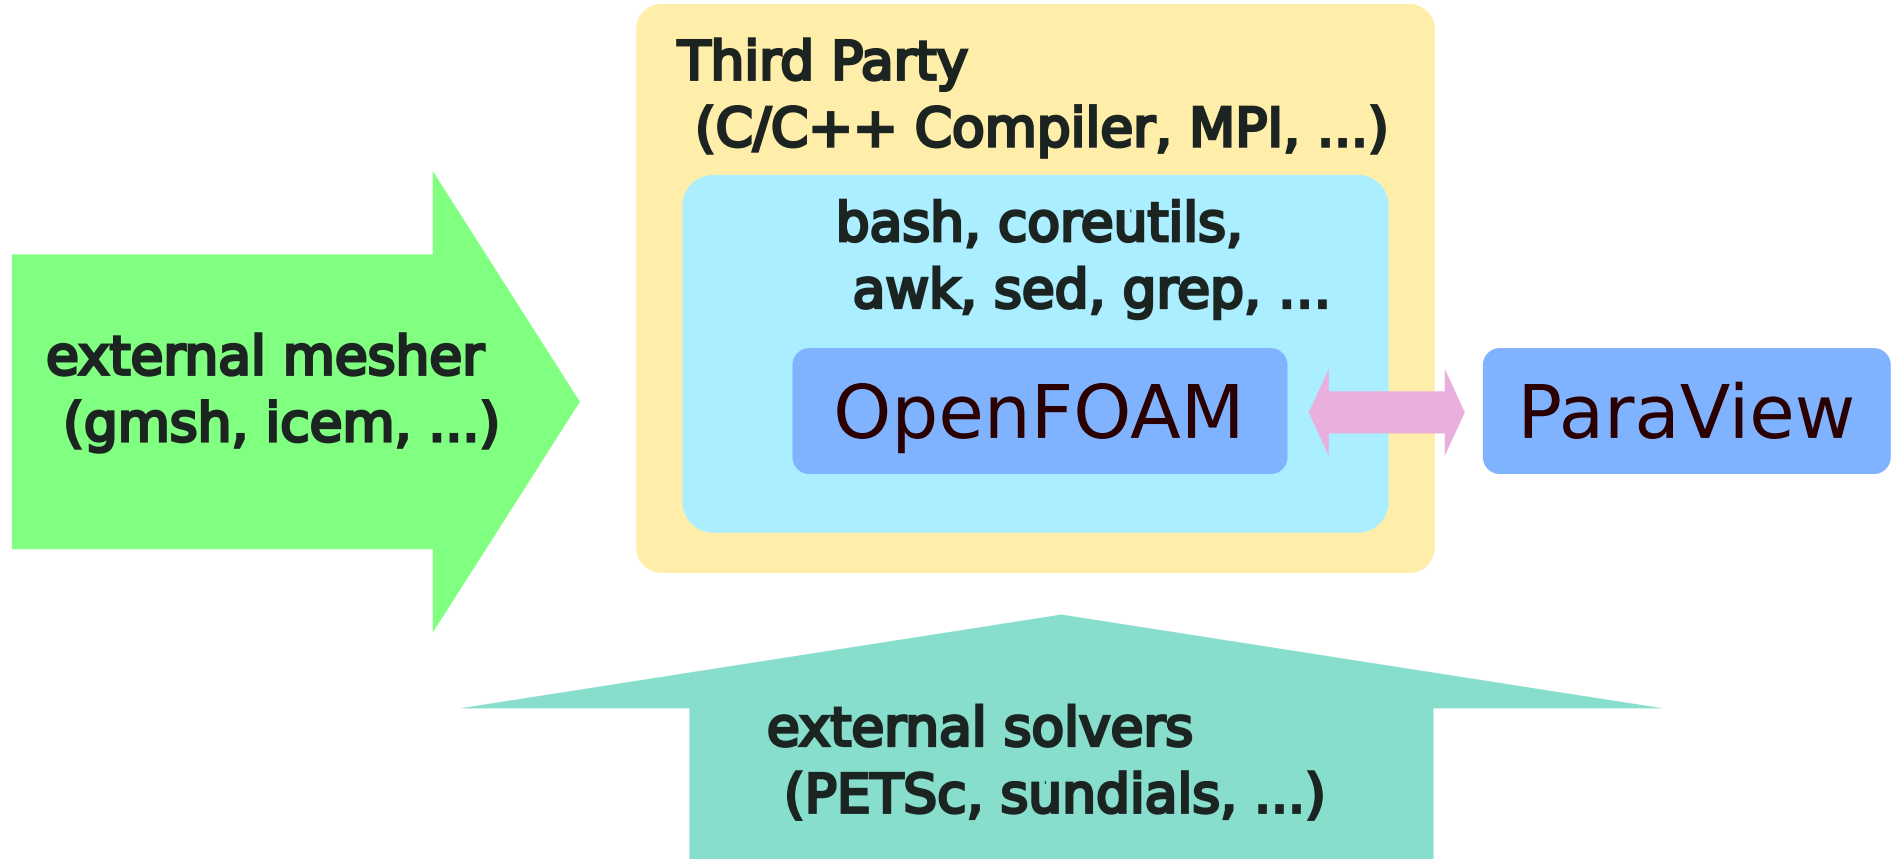 Third Party
(C/C++ Compiler, MPI, ...)
bash, coreutils,
awk, sed, grep, ...
external mesher
(gmsh, icem, ...)
OpenFOAM
ParaView
external solvers
(PETSc, sundials, ...)